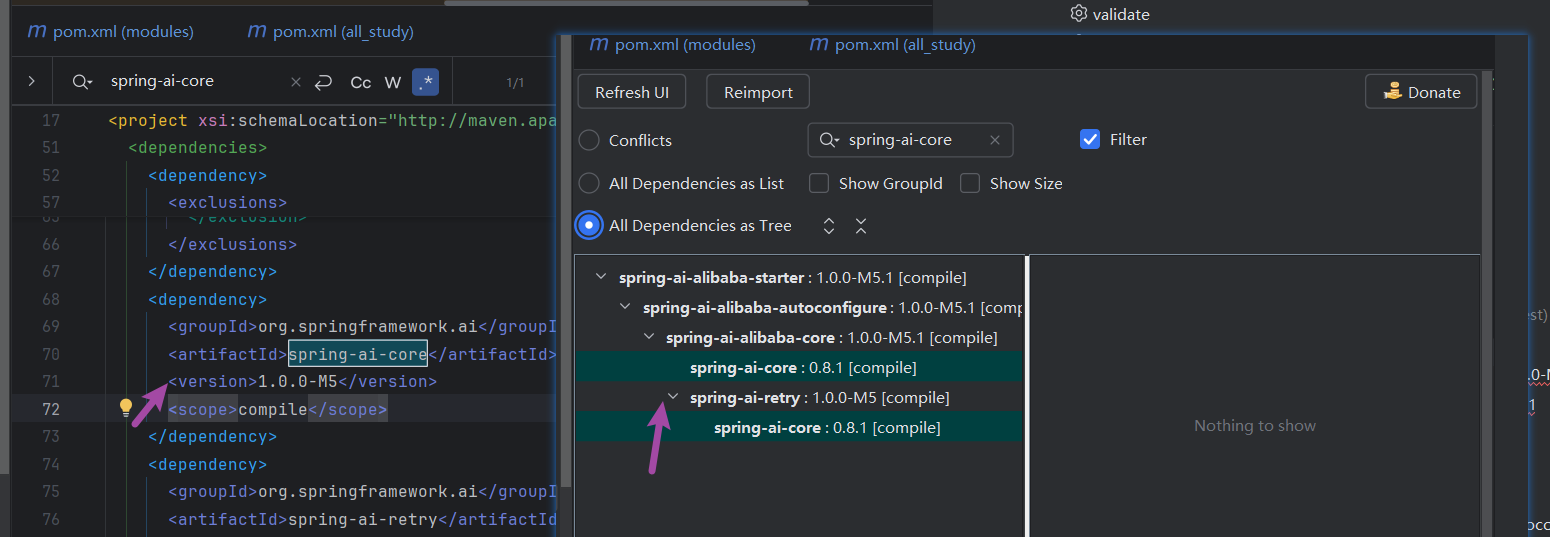 validate
pom.xml (modules)
pom.xml (all_study)
spring-ai-core
Cc
W
.*
1/1
17 <project xsi:schemaLocation="http://maven.apa
51 <dependencies>
52 <dependency>
57 <exclusions>
65 </exclusion>
66 </exclusions>
67 </dependency>
68 <dependency>
69 <groupId>org.springframework.ai</groupI
70 <artifactId>spring-ai-core</artifactId>
71 <version>1.0.0-M5</version>
72 <scope>compile</scope>
73 </dependency>
74 <dependency>
75 <groupId>org.springframework.ai</groupI
76 <artifactId>spring-ai-retry</artifactId
pom.xml (modules)
pom.xml (all_study)
Refresh UI
Reimport
Donate
Conflicts
spring-ai-core
Filter
All Dependencies as List
Show GroupId
Show Size
All Dependencies as Tree
spring-ai-alibaba-starter : 1.0.0-M5.1 [compile]
spring-ai-alibaba-autoconfigure : 1.0.0-M5.1 [com
spring-ai-alibaba-core : 1.0.0-M5.1 [compile]
spring-ai-core : 0.8.1 [compile]
spring-ai-retry : 1.0.0-M5 [compile]
spring-ai-core : 0.8.1 [compile]
Nothing to show